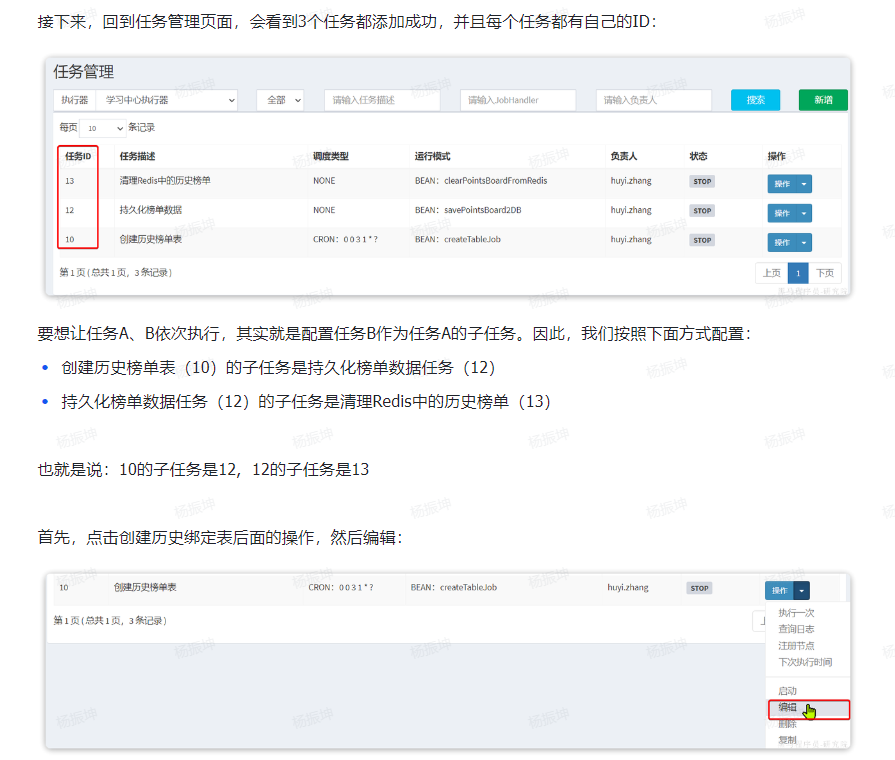 接下来，回到任务管理页面，会看到3个任务都添加成功，并且每个任务都有自己的ID：
任务管理
执行器 学习中心执行器 全部 请输入任务描述 请输入JobHandler 请输入负责人 搜索 新增
每页 10 条记录
任务ID 任务描述 调度类型 运行模式 负责人 状态 操作
13 清理Redis中的历史榜单 NONE BEAN：clearPointsBoardFromRedis huyi.zhang STOP 操作
12 持久化榜单数据 NONE BEAN：savePointsBoard2DB huyi.zhang STOP 操作
10 创建历史榜单表 CRON：0 0 3 1 * ? BEAN：createTableJob huyi.zhang STOP 操作
第 1 页 ( 总共 1 页，3 条记录 ) 上页 1 下页
要想让任务A、B依次执行，其实就是配置任务B作为任务A的子任务。因此，我们按照下面方式配置：
• 创建历史榜单表（10）的子任务是持久化榜单数据任务（12）
• 持久化榜单数据任务（12）的子任务是清理Redis中的历史榜单（13）
也就是说：10的子任务是12，12的子任务是13
首先，点击创建历史绑定表后面的操作，然后编辑：
10 创建历史榜单表 CRON：0 0 3 1 * ? BEAN：createTableJob huyi.zhang STOP 操作
第 1 页 ( 总共 1 页，3 条记录 )
执行一次
查询日志
注册节点
下次执行时间
启动
编辑
删除
复制
杨振坤